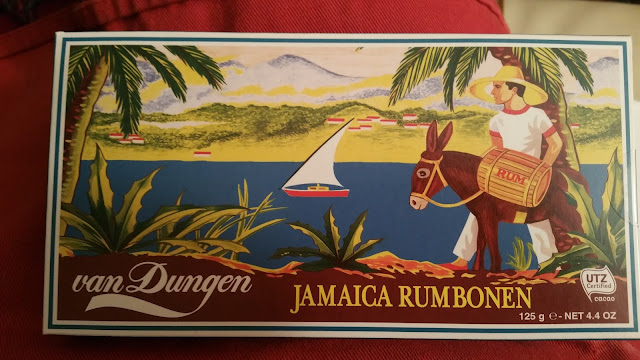 RUM
van Dungen
JAMAICA RUMBONEN
125 g ℮ - NET 4.4 OZ
UTZ
Certified
cacao